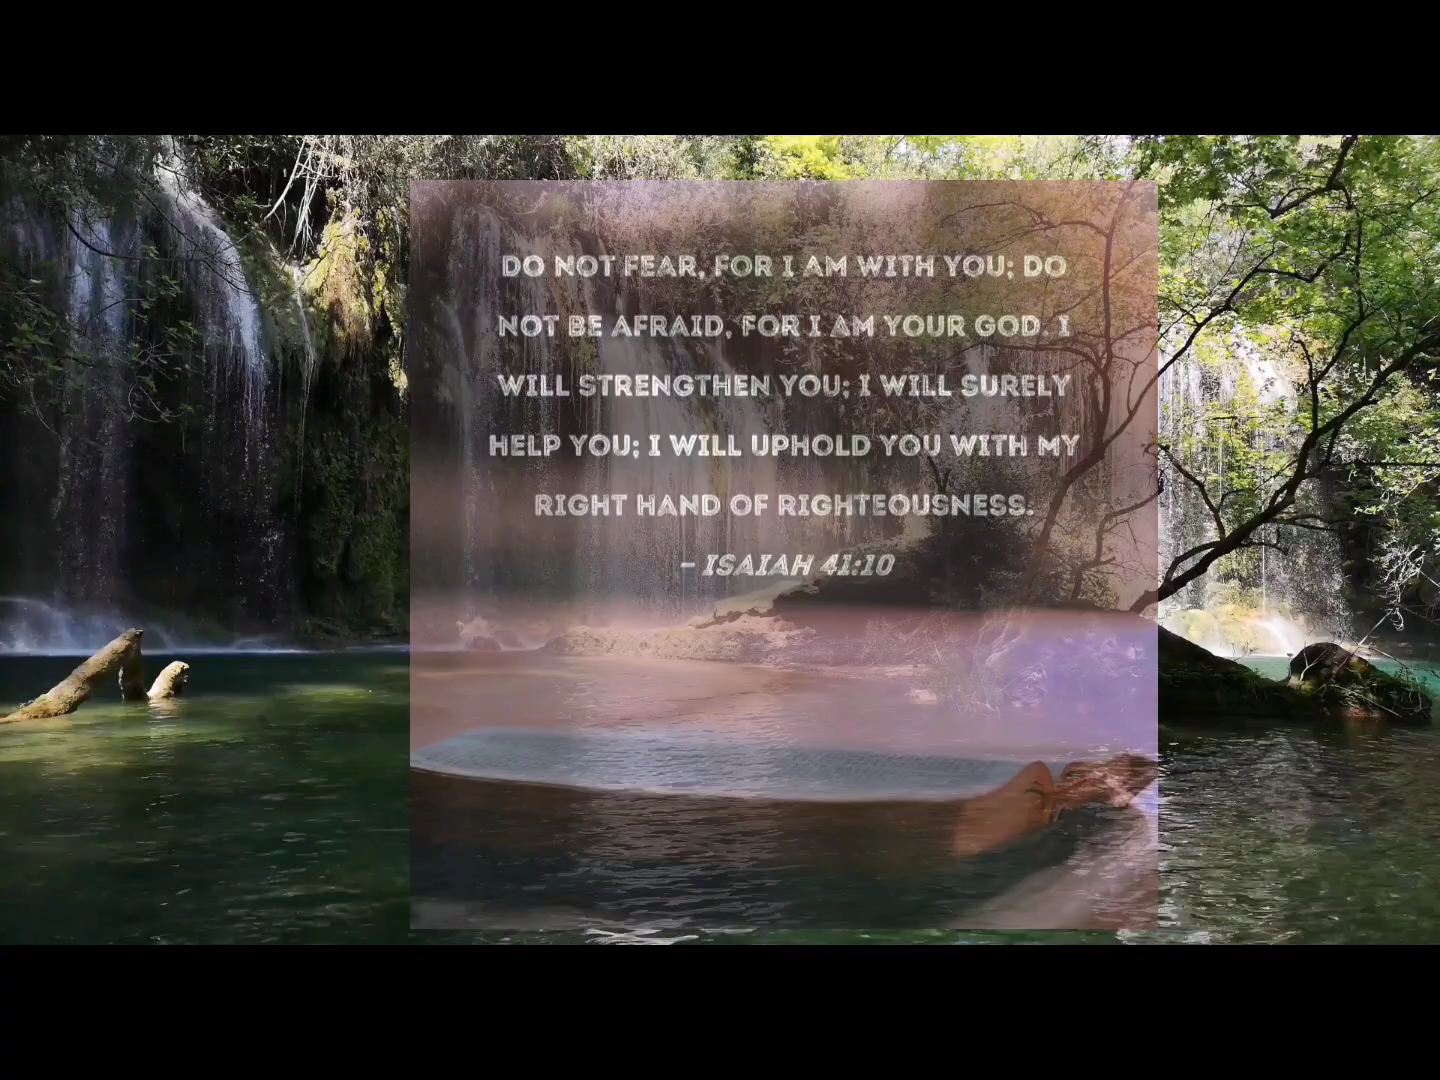 DO NOT FEAR, FOR I AM WITH YOU; DO
NOT BE AFRAID, FOR I AM YOUR GOD. I
WILL STRENGTHEN YOU; I WILL SURELY
HELP YOU; I WILL UPHOLD YOU WITH MY
RIGHT HAND OF RIGHTEOUSNESS.
– ISAIAH 41:10